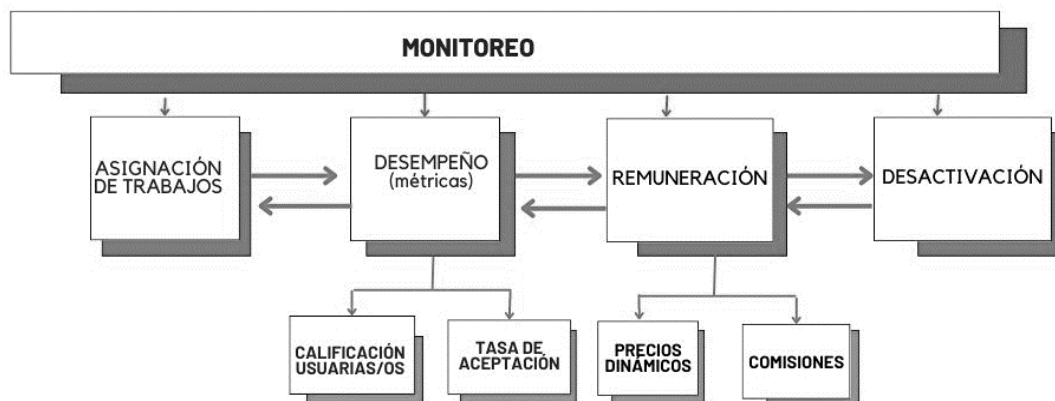 MONITOREO
ASIGNACIÓN
DE TRABAJOS
DESEMPEÑO
(métricas)
REMUNERACIÓN
DESACTIVACIÓN
CALIFICACIÓN
USUARIAS/OS
TASA DE
ACEPTACIÓN
PRECIOS
DINÁMICOS
COMISIONES